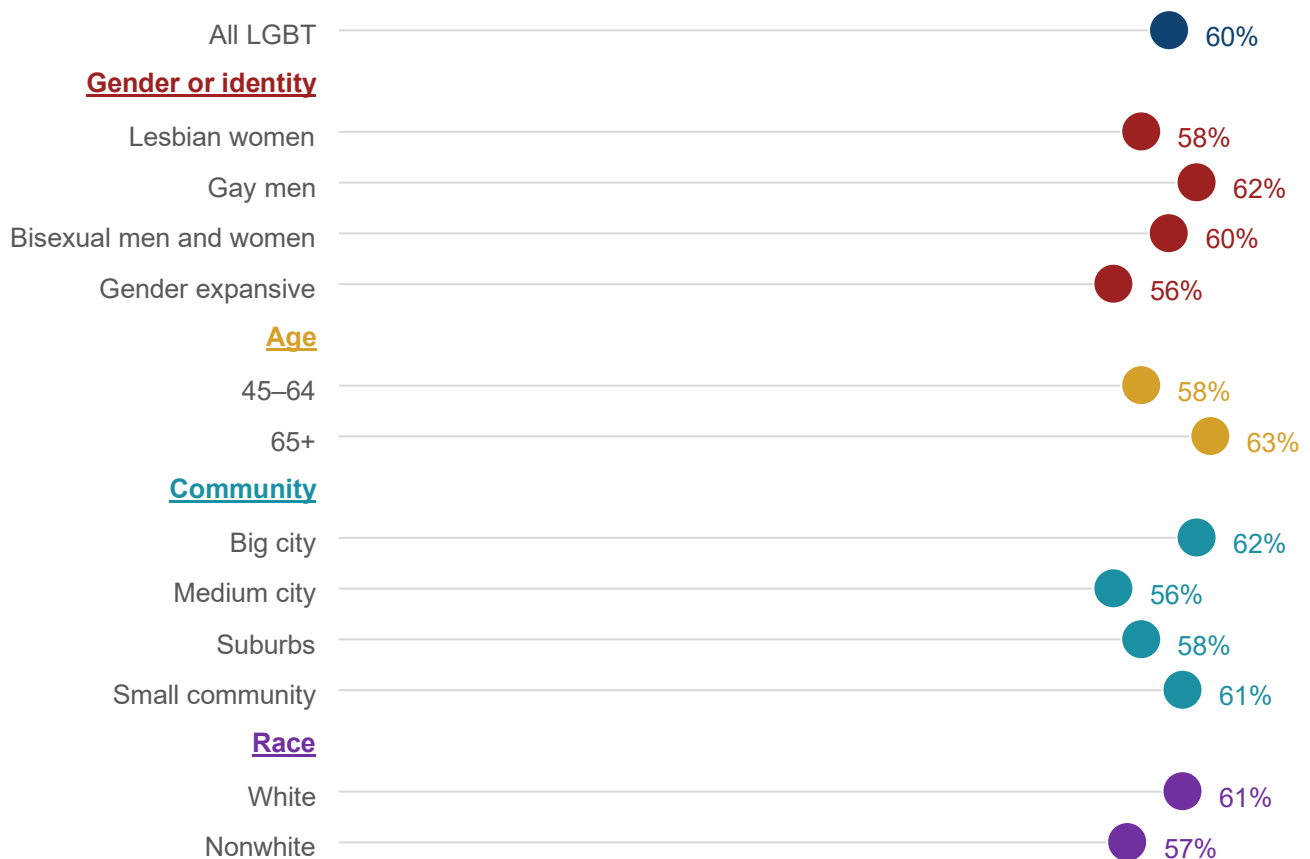 All LGBT 60%
Gender or identity
Lesbian women 58%
Gay men 62%
Bisexual men and women 60%
Gender expansive 56%
Age
45–64 58%
65+ 63%
Community
Big city 62%
Medium city 56%
Suburbs 58%
Small community 61%
Race
White 61%
Nonwhite 57%